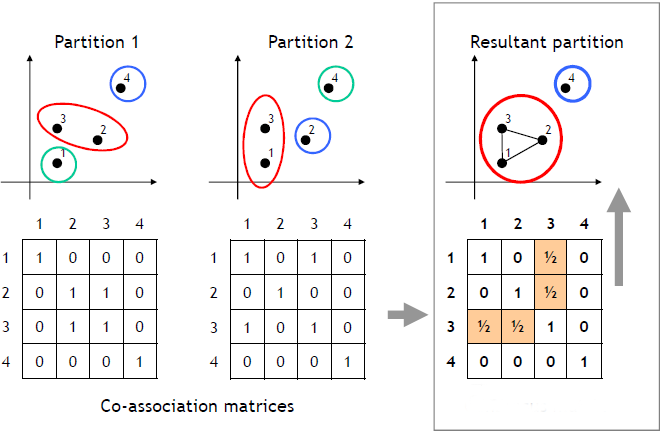 Partition 1
Partition 2
Resultant partition
4
3
2
1
4
3
2
1
4
3
2
1
1 2 3 4
1 1 0 0 0
2 0 1 1 0
3 0 1 1 0
4 0 0 0 1
1 2 3 4
1 1 0 1 0
2 0 1 0 0
3 1 0 1 0
4 0 0 0 1
1 2 3 4
1 1 0 ½ 0
2 0 1 ½ 0
3 ½ ½ 1 0
4 0 0 0 1
Co-association matrices